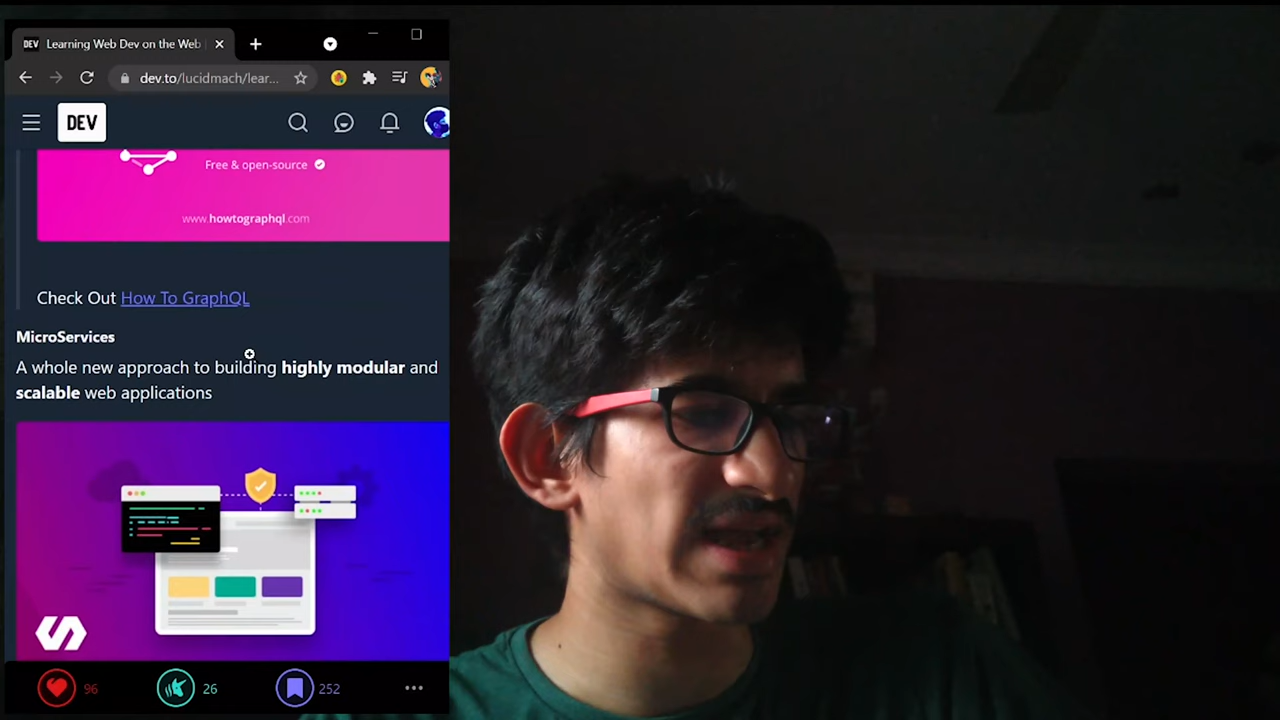 DEV Learning Web Dev on the Web
dev.to/lucidmach/lear...
DEV
Free & open-source
www.howtographql.com
Check Out How To GraphQL
MicroServices
A whole new approach to building highly modular and
scalable web applications
96 26 252